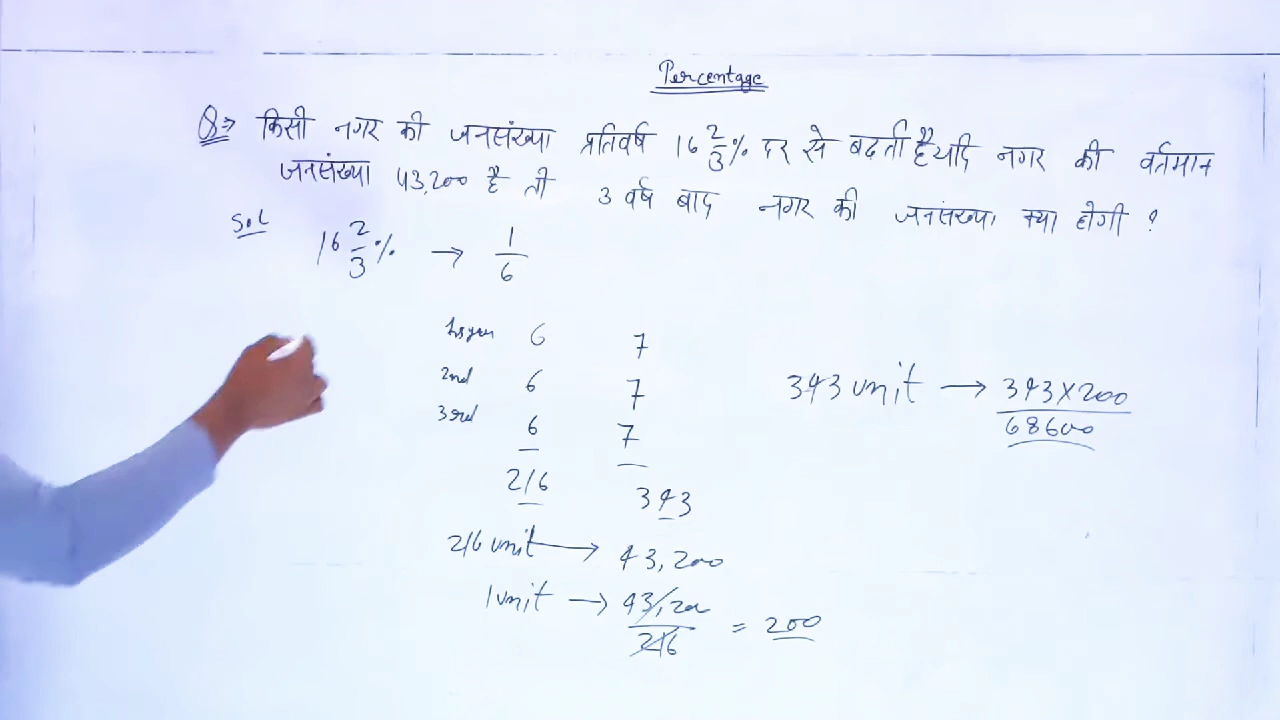 Percentage
Q⇒ किसी नगर की जनसंख्या प्रतिवर्ष 16 2/3 % दर से बढ़ती है यदि नगर की वर्तमान
जनसंख्या 43,200 है तो 3 वर्ष बाद नगर की जनसंख्या क्या होगी ?
Sol
16 2/3 % → 1/6
6 7
2nd 6 7
3rd 6 7
216 343
343 unit → 343×200
68600
216 unit → 43,200
1 unit → 43,200/216 = 200